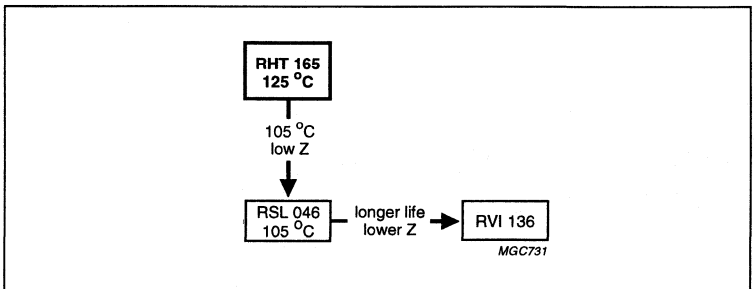 RHT 165
125 °C
105 °C
low Z
RSL 046
105 °C
longer life
lower Z
RVI 136
MGC731